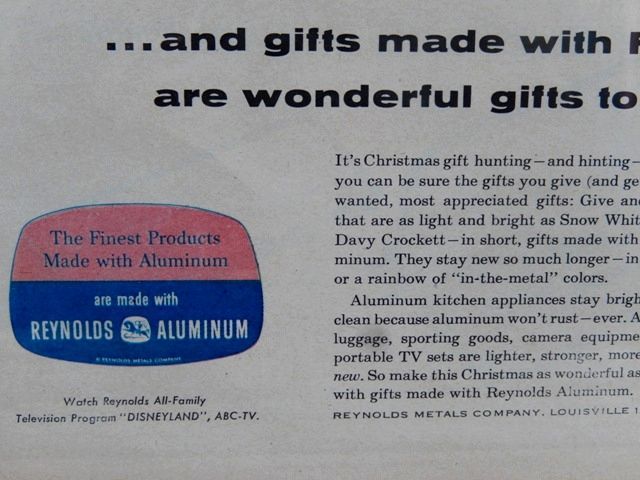 ...and gifts made with
are wonderful gifts to
It's Christmas gift hunting—and hinting—
you can be sure the gifts you give (and ge
wanted, most appreciated gifts: Give and
that are as light and bright as Snow Whit
Davy Crockett—in short, gifts made with
minum. They stay new so much longer—in
or a rainbow of "in-the-metal" colors.
Aluminum kitchen appliances stay brigh
clean because aluminum won't rust—ever. A
luggage, sporting goods, camera equipme
portable TV sets are lighter, stronger, more
new. So make this Christmas as wonderful as
with gifts made with Reynolds Aluminum.
REYNOLDS METALS COMPANY, LOUISVILLE 1
The Finest Products
Made with Aluminum
are made with
REYNOLDS ALUMINUM
© REYNOLDS METALS COMPANY
Watch Reynolds All-Family
Television Program "DISNEYLAND", ABC-TV.